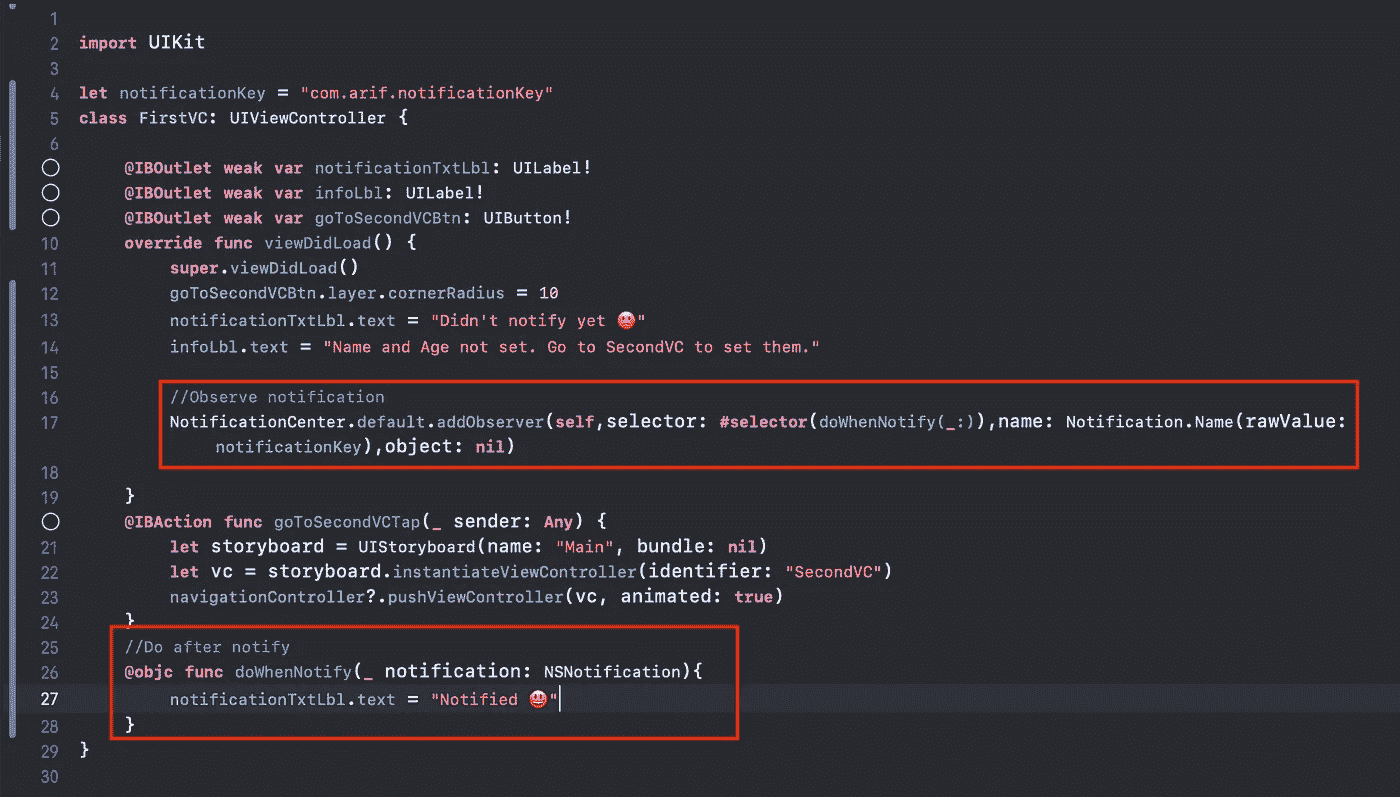 1
2 import UIKit
3
4 let notificationKey = "com.arif.notificationKey"
5 class FirstVC: UIViewController {
6
@IBOutlet weak var notificationTxtLbl: UILabel!
@IBOutlet weak var infoLbl: UILabel!
@IBOutlet weak var goToSecondVCBtn: UIButton!
10 override func viewDidLoad() {
11 super.viewDidLoad()
12 goToSecondVCBtn.layer.cornerRadius = 10
13 notificationTxtLbl.text = "Didn't notify yet 😡"
14 infoLbl.text = "Name and Age not set. Go to SecondVC to set them."
15
16 //Observe notification
17 NotificationCenter.default.addObserver(self,selector: #selector(doWhenNotify(_:)),name: Notification.Name(rawValue:
notificationKey),object: nil)
18
19 }
@IBAction func goToSecondVCTap(_ sender: Any) {
21 let storyboard = UIStoryboard(name: "Main", bundle: nil)
22 let vc = storyboard.instantiateViewController(identifier: "SecondVC")
23 navigationController?.pushViewController(vc, animated: true)
24 }
25 //Do after notify
26 @objc func doWhenNotify(_ notification: NSNotification){
27 notificationTxtLbl.text = "Notified 😃"
28 }
29 }
30